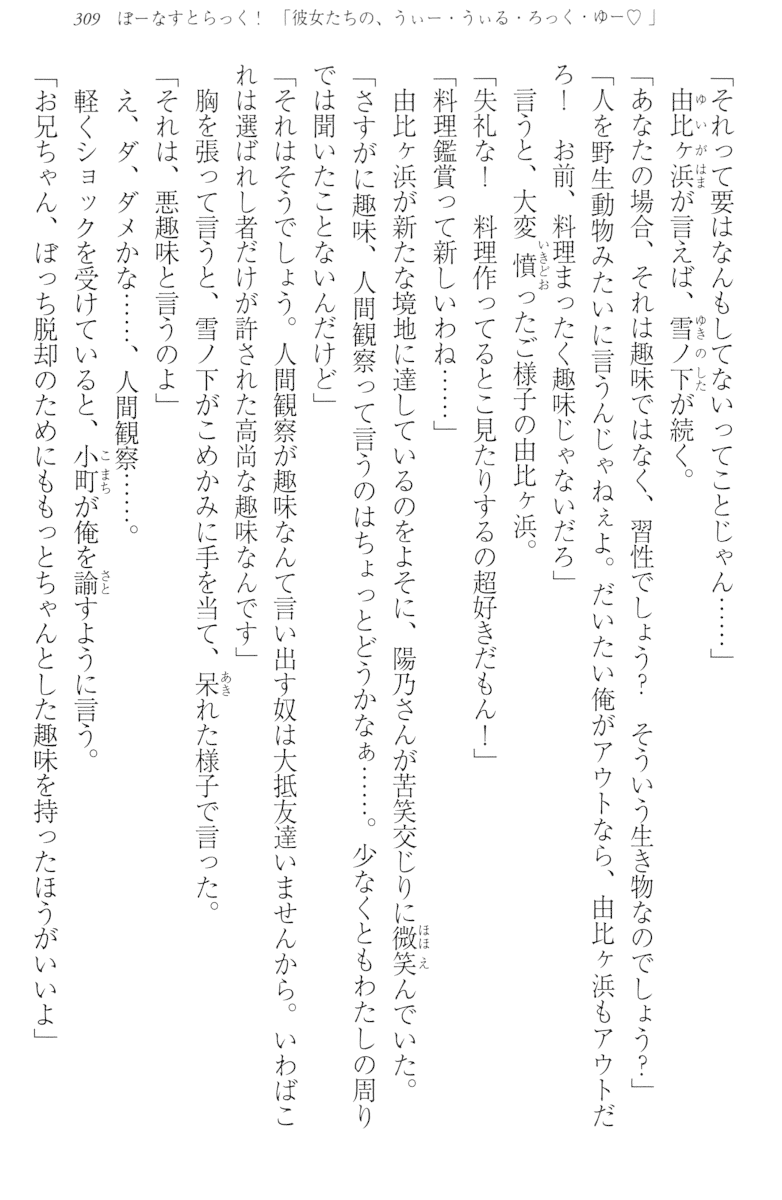 309　ぼーなすとらっく！　「彼女たちの、うぃー・うぃる・ろっく・ゆー♡」
「それって要はなんもしてないってことじゃん……」
　由比ヶ浜が言えば、雪ノ下が続く。
「あなたの場合、それは趣味ではなく、習性でしょう？　そういう生き物なのでしょう？」
「人を野生動物みたいに言うんじゃねぇよ。だいたい俺がアウトなら、由比ヶ浜もアウトだ
ろ！　お前、料理まったく趣味じゃないだろ」
　言うと、大変憤ったご様子の由比ヶ浜。
「失礼な！　料理作ってるとこ見たりするの超好きだもん！」
「料理鑑賞って新しいわね……」
　由比ヶ浜が新たな境地に達しているのをよそに、陽乃さんが苦笑交じりに微笑んでいた。
「さすがに趣味、人間観察って言うのはちょっとどうかなぁ……。少なくともわたしの周り
では聞いたことないんだけど」
「それはそうでしょう。人間観察が趣味なんて言い出す奴は大抵友達いませんから。いわばこ
れは選ばれし者だけが許された高尚な趣味なんです」
　胸を張って言うと、雪ノ下がこめかみに手を当て、呆れた様子で言った。
「それは、悪趣味と言うのよ」
　え、ダ、ダメかな……、人間観察……。
　軽くショックを受けていると、小町が俺を諭すように言う。
「お兄ちゃん、ぼっち脱却のためにももっとちゃんとした趣味を持ったほうがいいよ」